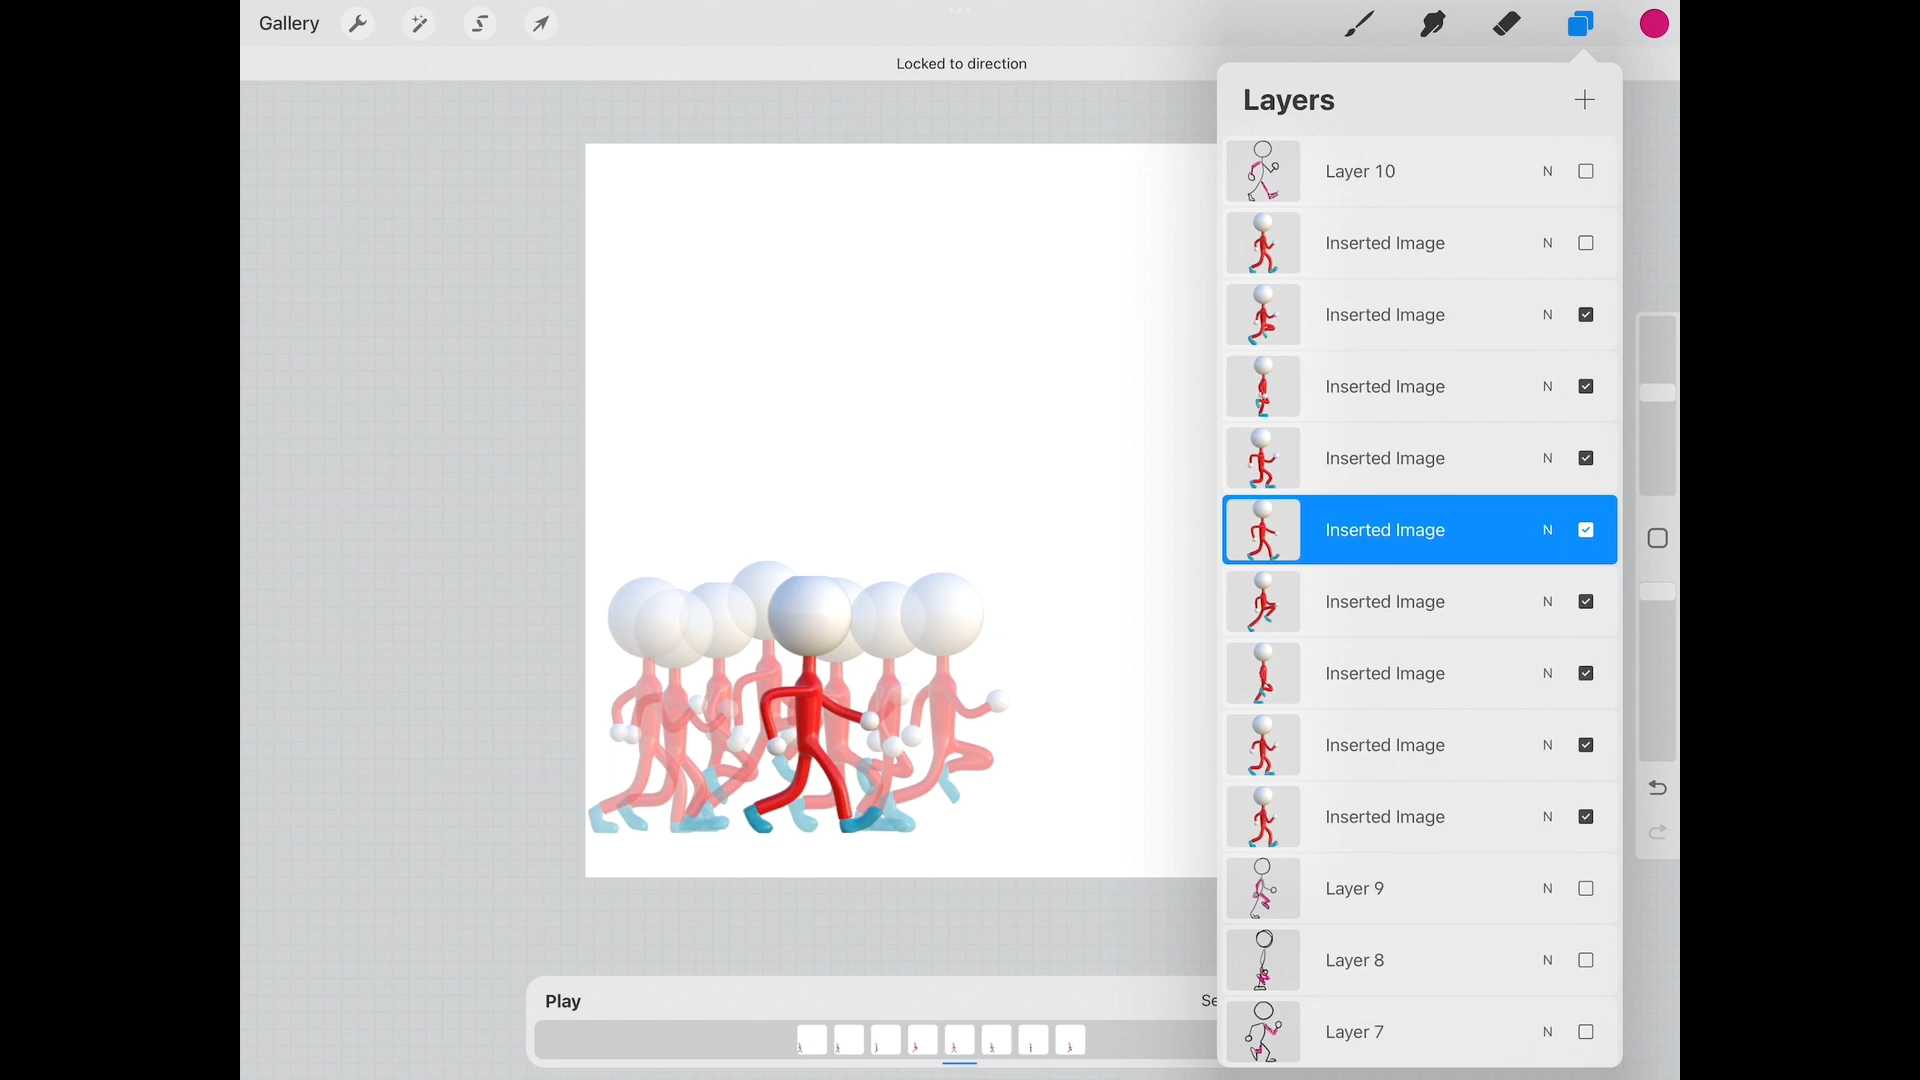 Gallery
Locked to direction
Layers
Layer 10 N
Inserted Image N
Inserted Image N
Inserted Image N
Inserted Image N
Inserted Image N
Inserted Image N
Inserted Image N
Inserted Image N
Inserted Image N
Layer 9 N
Layer 8 N
Layer 7 N
Play
Se